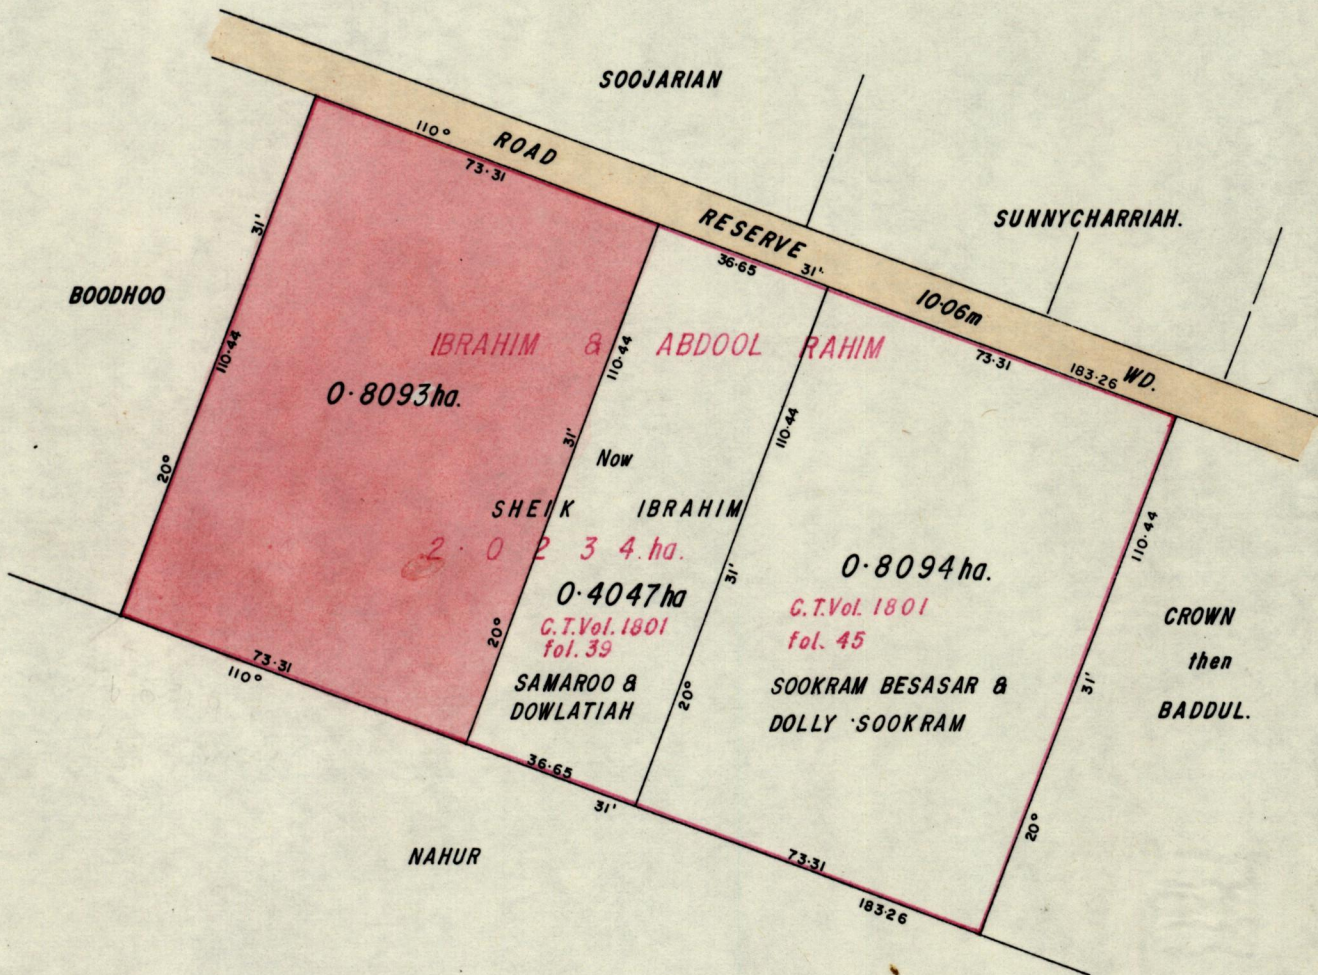 SOOJARIAN
110° ROAD
73·31
RESERVE
36·65 31'
10·06m
SUNNYCHARRIAH.
73·31
183·26 WD.
31'
BOODHOO
110·44
20°
IBRAHIM & ABDOOL RAHIM
0·8093ha.
110·44
31'
20°
Now
SHEIK IBRAHIM
2·0234.ha.
0·4047ha
C.T.Vol.1801
fol. 39
SAMAROO &
DOWLATIAH
110·44
31'
20°
0·8094ha.
C.T.Vol. 1801
fol. 45
SOOKRAM BESASAR &
DOLLY SOOKRAM
110·44
31'
20°
CROWN
then
BADDUL.
73·31
110°
36·65
31'
NAHUR
73·31
183·26